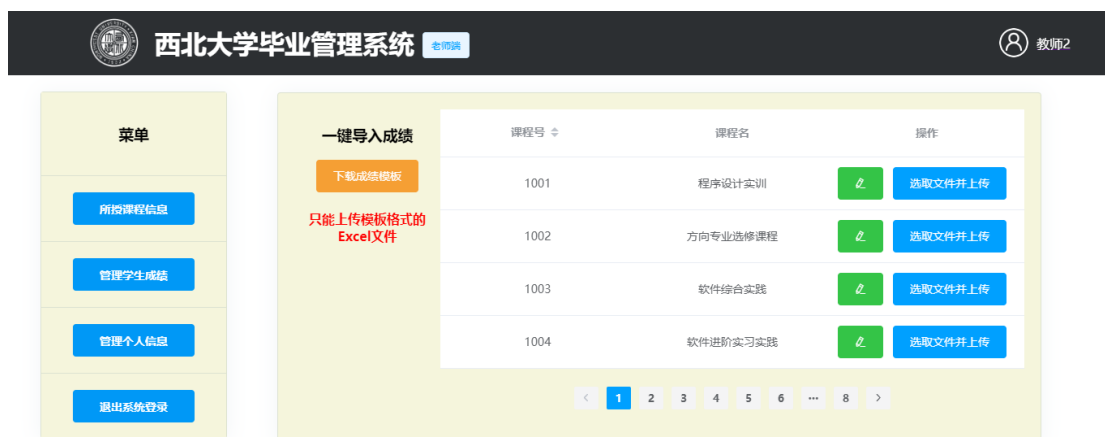 西北大学毕业管理系统 老师端
教师2
菜单
所授课程信息
管理学生成绩
管理个人信息
退出系统登录
一键导入成绩
下载成绩模板
只能上传模板格式的
Excel文件
课程号 课程名 操作
1001 程序设计实训 选取文件并上传
1002 方向专业选修课程 选取文件并上传
1003 软件综合实践 选取文件并上传
1004 软件进阶实习实践 选取文件并上传
< 1 2 3 4 5 6 ··· 8 >